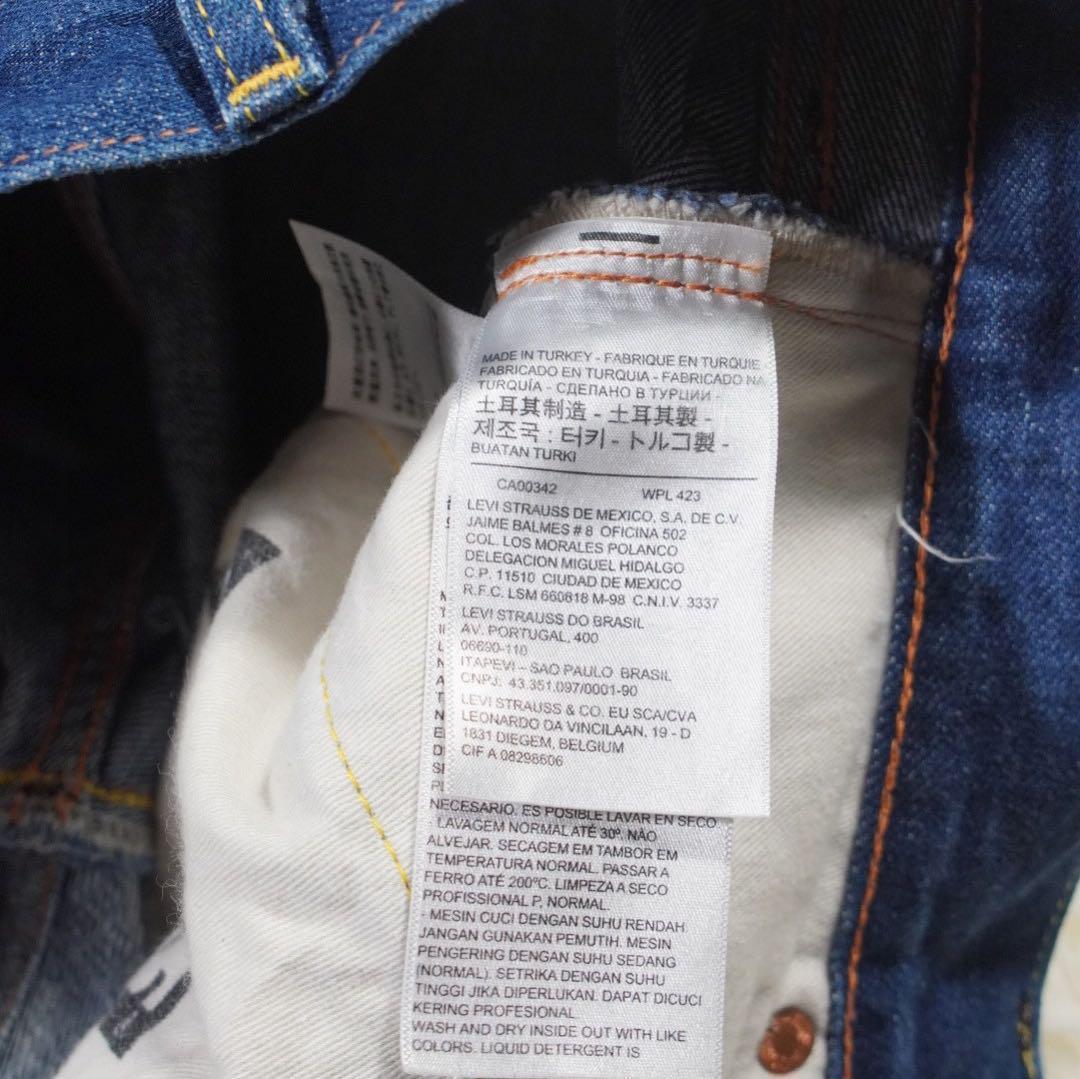 MADE IN TURKEY - FABRIQUE EN TURQUIE
FABRICADO EN TURQUIA - FABRICADO NA
TURQUÍA - СДЕЛАНО В ТУРЦИИ -
土耳其制造 - 土耳其製 -
제조국 : 터키 - トルコ製 -
BUATAN TURKI
CA00342 WPL 423
LEVI STRAUSS DE MEXICO, S.A. DE C.V.
JAIME BALMES # 8 OFICINA 502
COL. LOS MORALES POLANCO
DELEGACION MIGUEL HIDALGO
C.P. 11510 CIUDAD DE MEXICO
R.F.C. LSM 660818 M-98 C.N.I.V. 3337
LEVI STRAUSS DO BRASIL
AV. PORTUGAL, 400
06690-110
ITAPEVI – SAO PAULO BRASIL
CNPJ: 43.351.097/0001-90
LEVI STRAUSS & CO. EU SCA/CVA
LEONARDO DA VINCILAAN, 19 - D
1831 DIEGEM, BELGIUM
CIF A 08298606
NECESARIO. ES POSIBLE LAVAR EN SECO
- LAVAGEM NORMAL ATÉ 30º. NÃO
ALVEJAR. SECAGEM EM TAMBOR EM
TEMPERATURA NORMAL. PASSAR A
FERRO ATÉ 200ºC. LIMPEZA A SECO
PROFISSIONAL P, NORMAL.
- MESIN CUCI DENGAN SUHU RENDAH
JANGAN GUNAKAN PEMUTIH. MESIN
PENGERING DENGAN SUHU SEDANG
(NORMAL). SETRIKA DENGAN SUHU
TINGGI JIKA DIPERLUKAN. DAPAT DICUCI
KERING PROFESIONAL.
WASH AND DRY INSIDE OUT WITH LIKE
COLORS. LIQUID DETERGENT IS